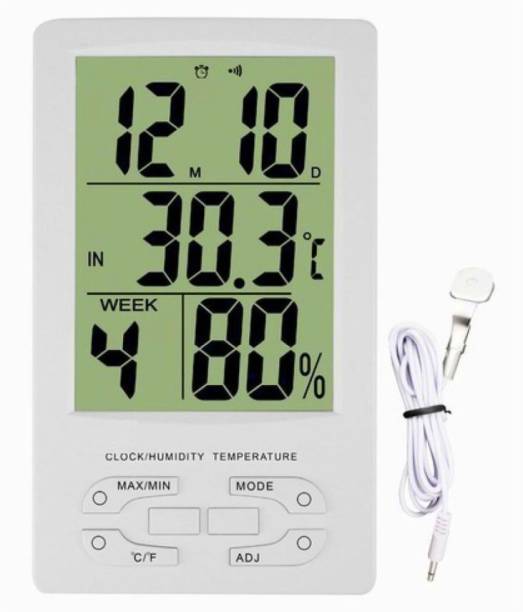 12 M 10 D
IN 30.3 °C
WEEK
4 80%
CLOCK/HUMIDITY TEMPERATURE
MAX/MIN MODE
°C/°F ADJ